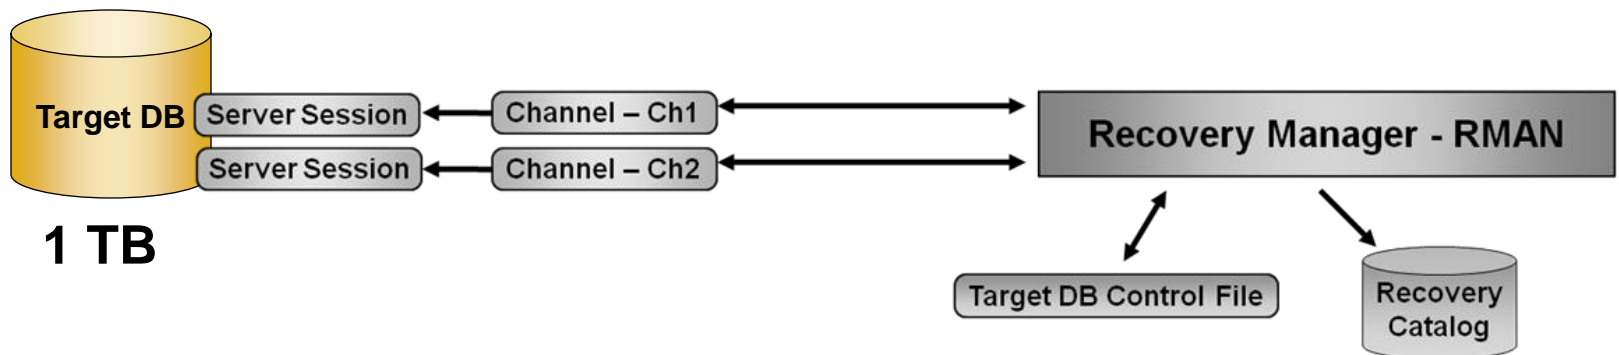 Target DB
Server Session
Channel – Ch1
Server Session
Channel – Ch2
Recovery Manager - RMAN
1 TB
Target DB Control File
Recovery
Catalog